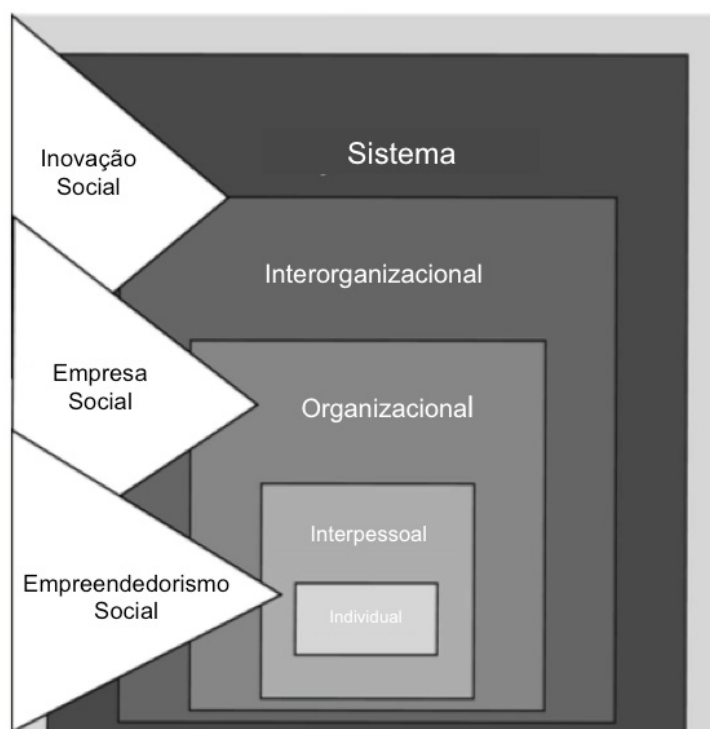 Sistema
Inovação
Social
Interorganizacional
Empresa
Social
Organizacional
Interpessoal
Empreendedorismo
Social
Individual